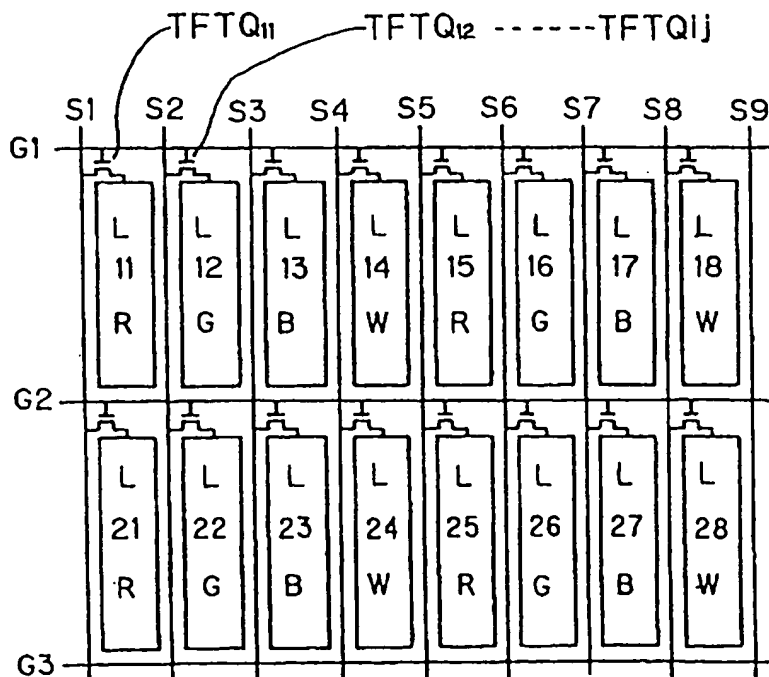 TFTQ11 TFTQ12 ------ TFTQij
S1 S2 S3 S4 S5 S6 S7 S8 S9
G1
L L L L L L L L
11 12 13 14 15 16 17 18
R G B W R G B W
G2
L L L L L L L L
21 22 23 24 25 26 27 28
R G B W R G B W
G3